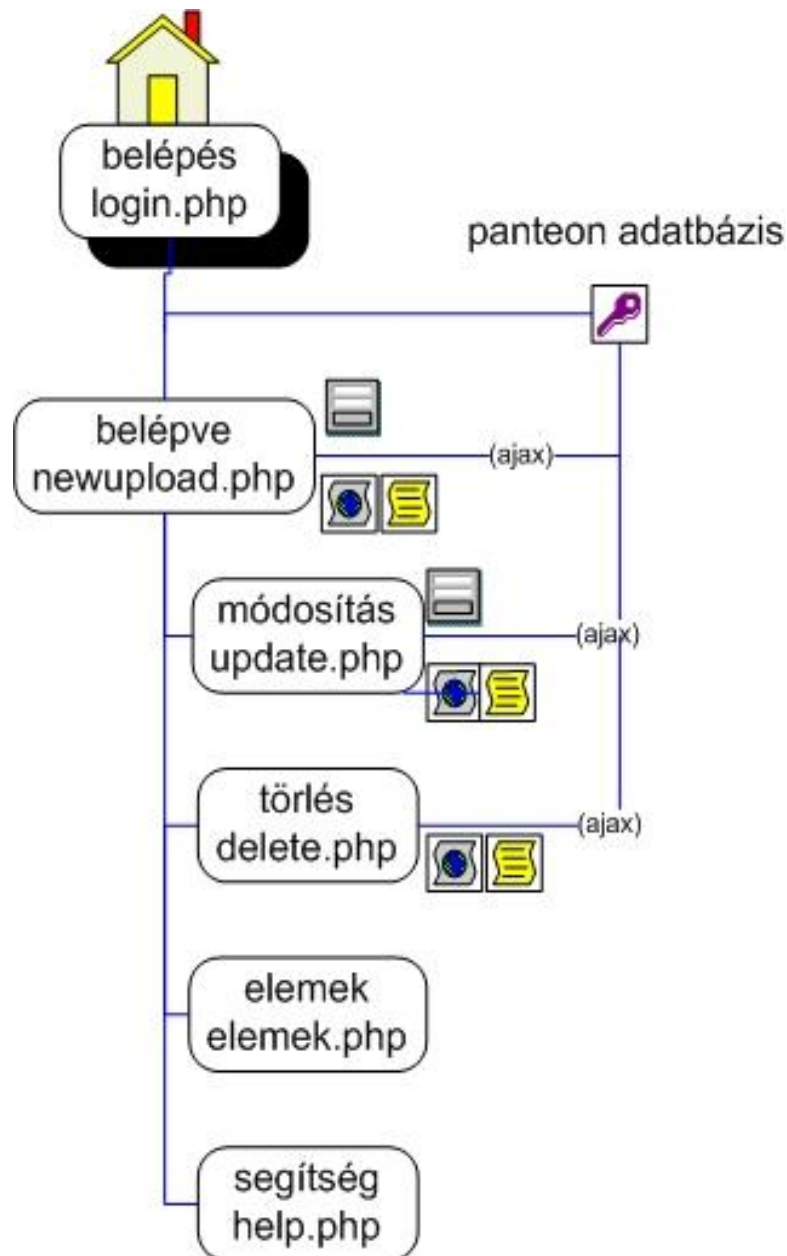 belépés
login.php
panteon adatbázis
belépve
newupload.php
(ajax)
módosítás
update.php
(ajax)
törlés
delete.php
(ajax)
elemek
elemek.php
segítség
help.php